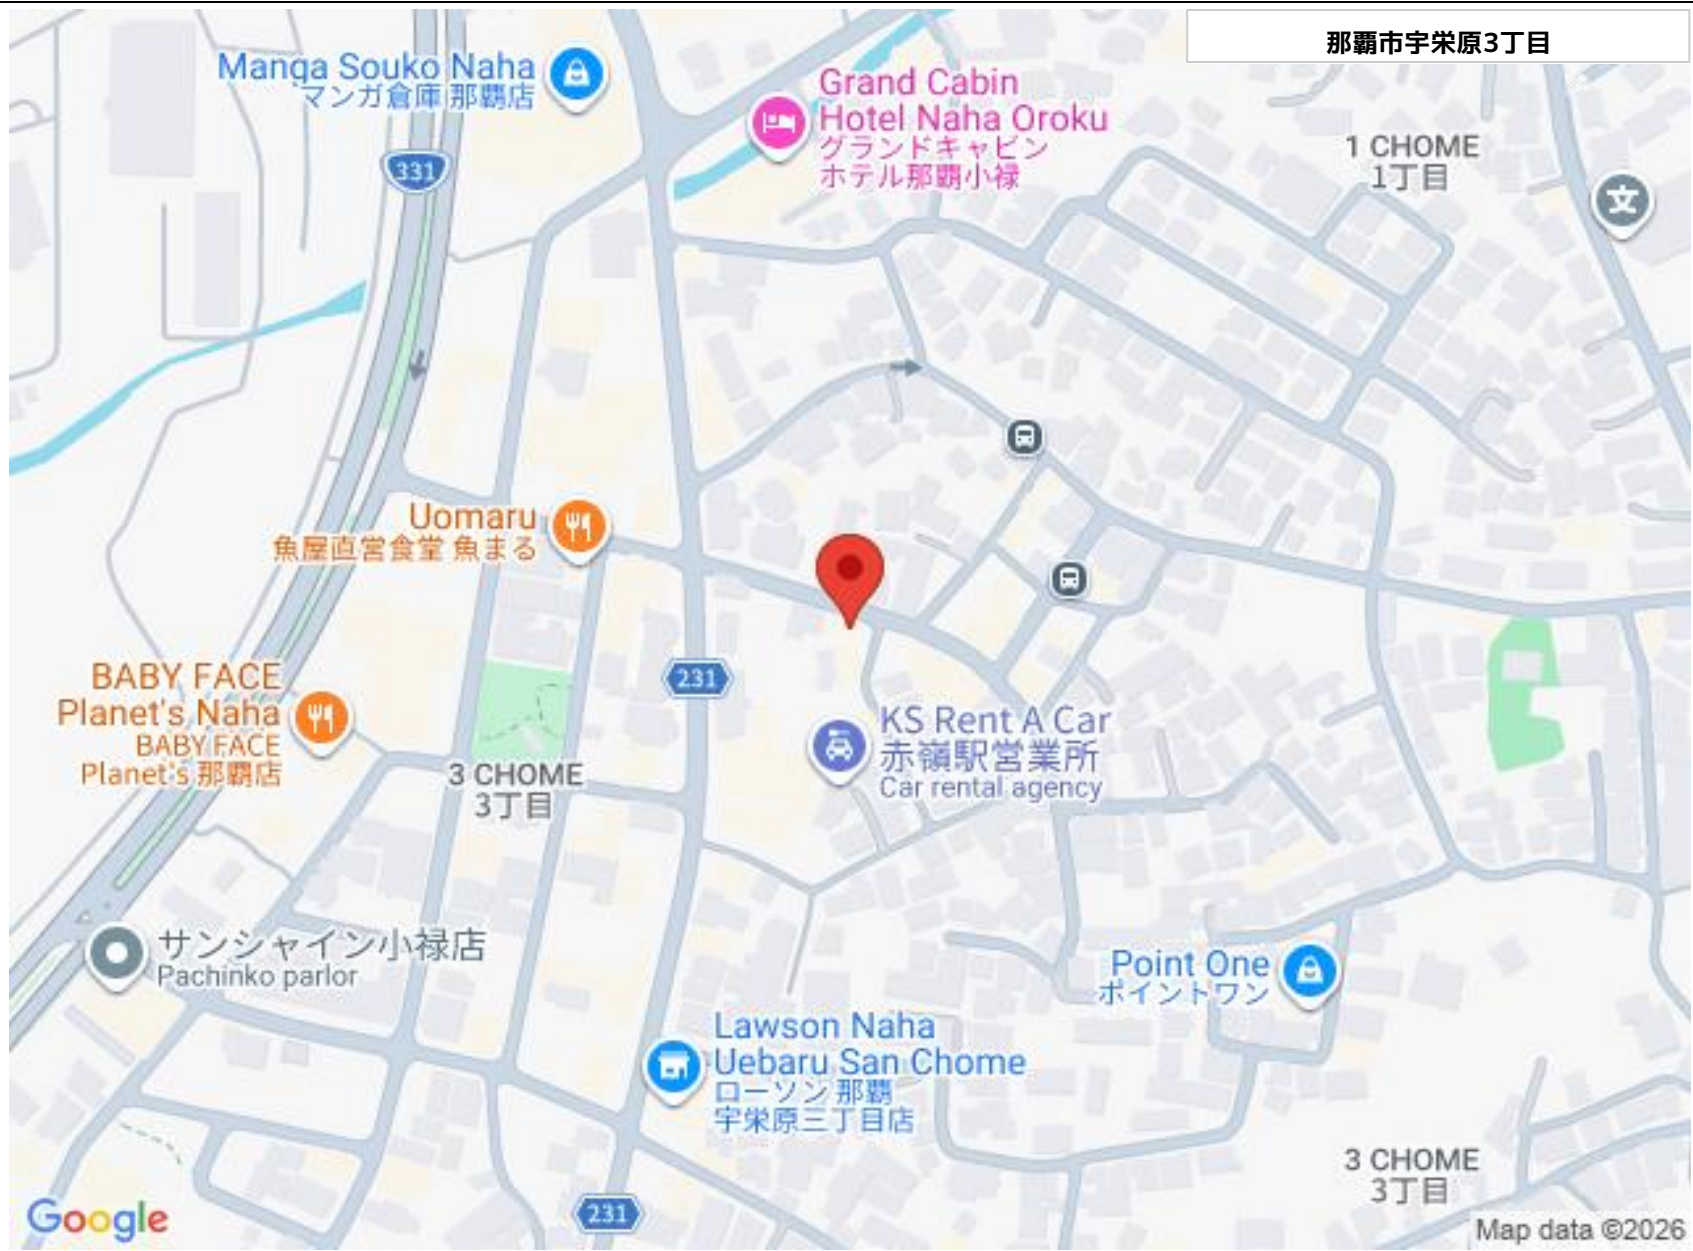 那覇市宇栄原3丁目
Manga Souko Naha
マンガ倉庫 那覇店
Grand Cabin
Hotel Naha Oroku
グランドキャビン
ホテル那覇小禄
1 CHOME
1丁目
文
331
Uomaru
魚屋直営食堂 魚まる
BABY FACE
Planet's Naha
BABY FACE
Planet's 那覇店
231
KS Rent A Car
赤嶺駅営業所
Car rental agency
3 CHOME
3丁目
サンシャイン小禄店
Pachinko parlor
Point One
ポイントワン
Lawson Naha
Uebaru San Chome
ローソン 那覇
宇栄原三丁目店
3 CHOME
3丁目
231
Google
Map data ©2026